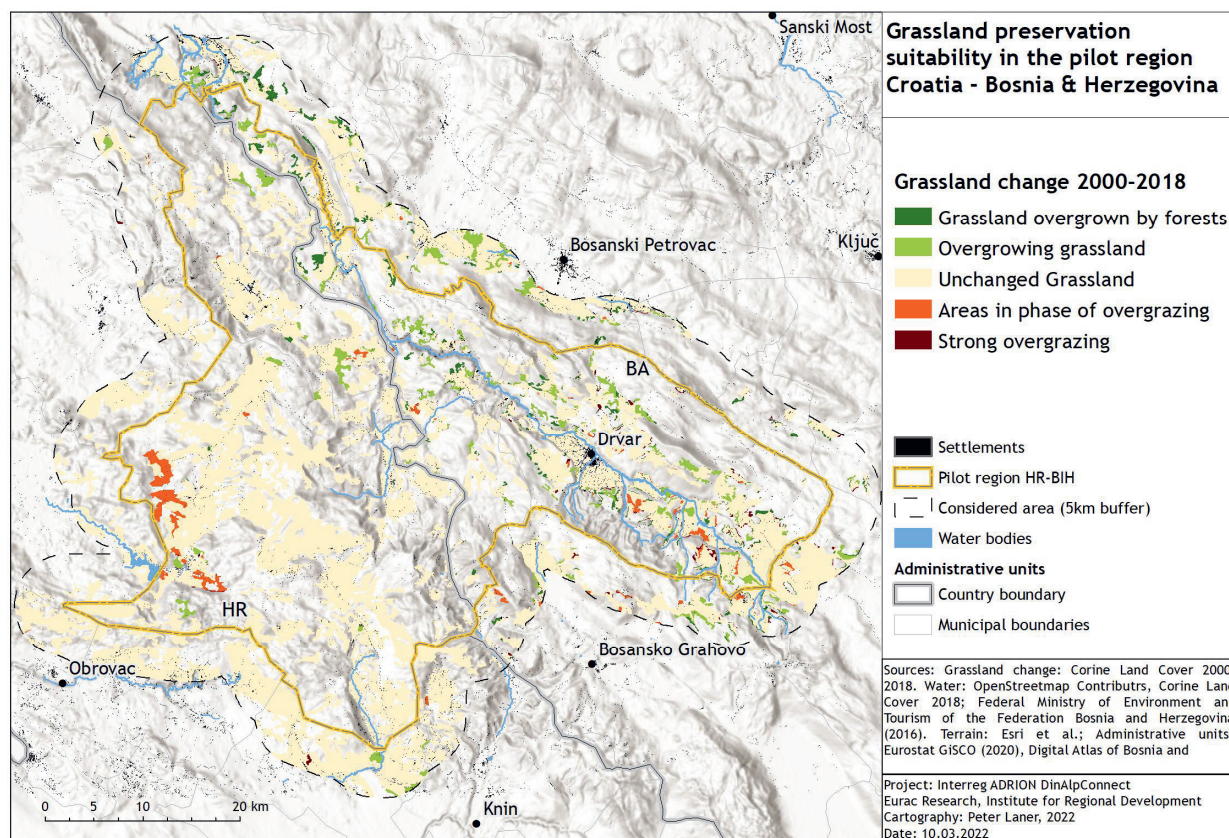 Grassland preservation
suitability in the pilot region
Croatia - Bosnia & Herzegovina
Grassland change 2000-2018
Grassland overgrown by forests
Overgrowing grassland
Unchanged Grassland
Areas in phase of overgrazing
Strong overgrazing
Settlements
Pilot region HR-BIH
Considered area (5km buffer)
Water bodies
Administrative units
Country boundary
Municipal boundaries
Sources: Grassland change: Corine Land Cover 2000
2018. Water: OpenStreetmap Contributrs, Corine Lan
Cover 2018; Federal Ministry of Environment an
Tourism of the Federation Bosnia and Herzegovina
(2016). Terrain: Esri et al.; Administrative units
Eurostat GISCO (2020), Digital Atlas of Bosnia and
Project: Interreg ADRION DinAlpConnect
Eurac Research, Institute for Regional Development
Cartography: Peter Laner, 2022
Date: 10.03.2022
Sanski Most
Bosanski Petrovac
Ključ
BA
Drvar
HR
Bosansko Grahovo
Obrovac
Knin
0 5 10 20 km